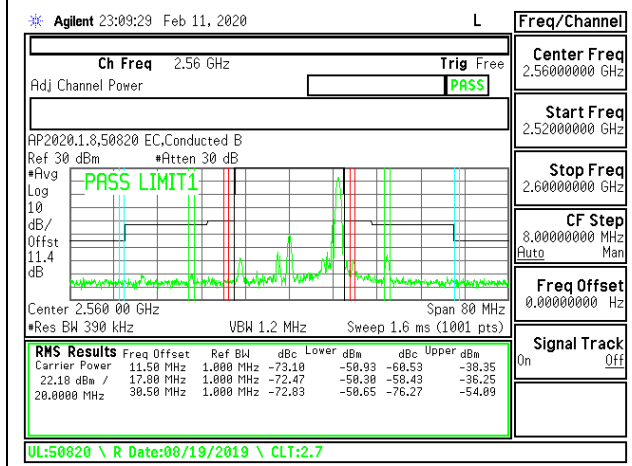 Agilent 23:09:29 Feb 11, 2020 L
Freq/Channel
Ch Freq 2.56 GHz Trig Free
Adj Channel Power PASS
AP2020.1.8,50820 EC,Conducted B
Ref 30 dBm #Atten 30 dB
#Avg
Log
10
dB/
Offst
11.4
dB
PASS LIMIT1
Center 2.560 00 GHz Span 80 MHz
#Res BW 390 kHz VBW 1.2 MHz Sweep 1.6 ms (1001 pts)
RMS Results Freq Offset Ref BW dBc Lower dBm dBc Upper dBm
Carrier Power 11.50 MHz 1.000 MHz -73.10 -50.93 -60.53 -38.35
22.18 dBm / 17.80 MHz 1.000 MHz -72.47 -50.30 -58.43 -36.25
20.0000 MHz 30.50 MHz 1.000 MHz -72.83 -50.65 -76.27 -54.09
UL:50820 \ R Date:08/19/2019 \ CLT:2.7
Center Freq
2.56000000 GHz
Start Freq
2.52000000 GHz
Stop Freq
2.60000000 GHz
CF Step
8.00000000 MHz
Auto Man
Freq Offset
0.00000000 Hz
Signal Track
On Off